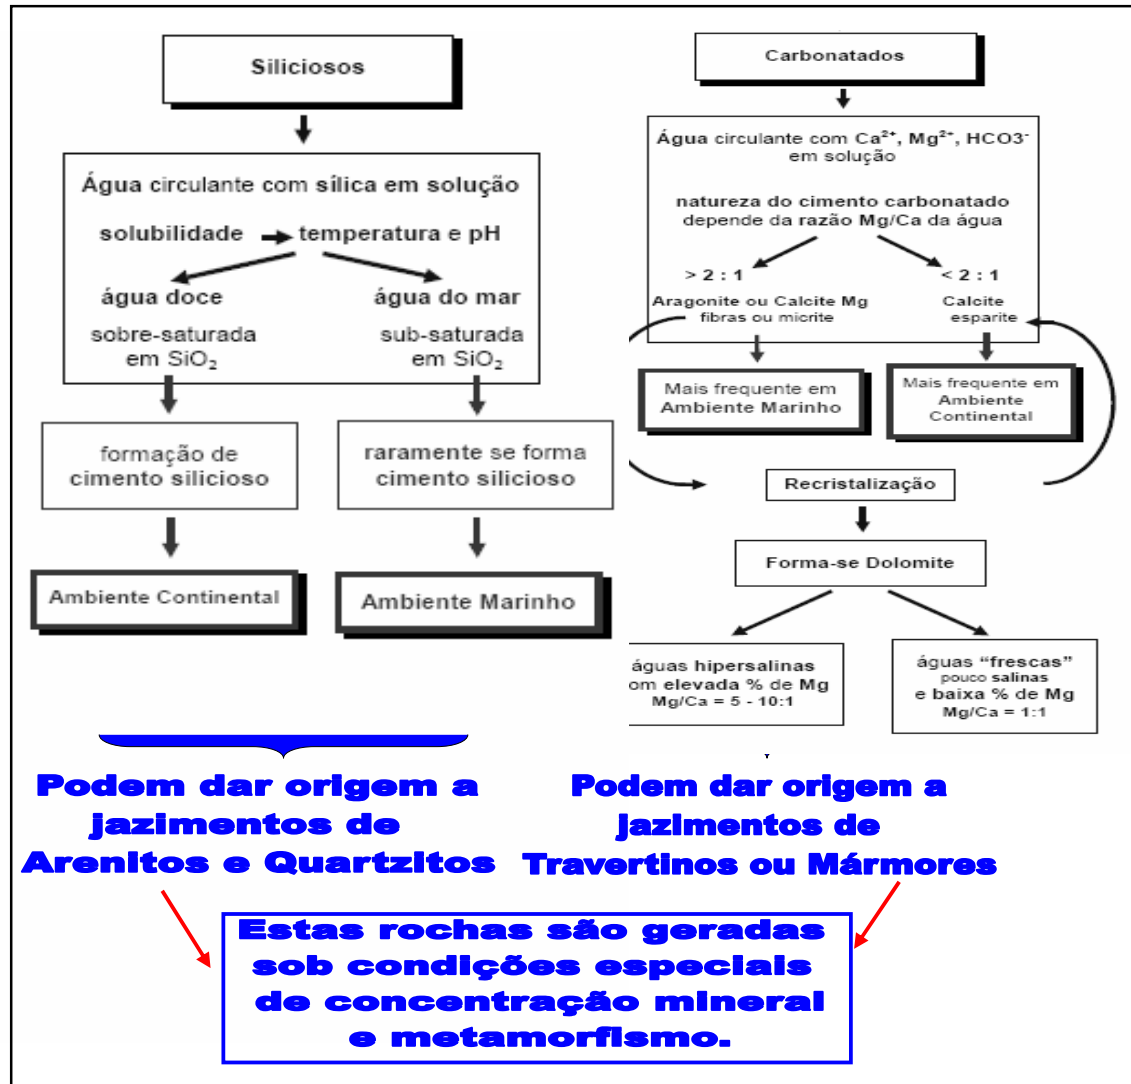 Siliciosos
Água circulante com sílica em solução
solubilidade temperatura e pH
água doce
sobre-saturada
em SiO₂
água do mar
sub-saturada
em SiO₂
formação de
cimento silicioso
raramente se forma
cimento silicioso
Ambiente Continental
Ambiente Marinho
Carbonatados
Água circulante com Ca²⁺, Mg²⁺, HCO3⁻
em solução
natureza do cimento carbonatado
depende da razão Mg/Ca da água
> 2 : 1
Aragonite ou Calcite Mg
fibras ou micrite
< 2 : 1
Calcite
esparite
Mais frequente em
Ambiente Marinho
Mais frequente em
Ambiente
Continental
Recristalização
Forma-se Dolomite
águas hipersalinas
om elevada % de Mg
Mg/Ca = 5 - 10:1
águas “frescas”
pouco salinas
e baixa % de Mg
Mg/Ca = 1:1
Podem dar origem a
jazimentos de
Arenitos e Quartzitos
Podem dar origem a
jazimentos de
Travertinos ou Mármores
Estas rochas são geradas
sob condições especiais
de concentração mineral
e metamorfismo.